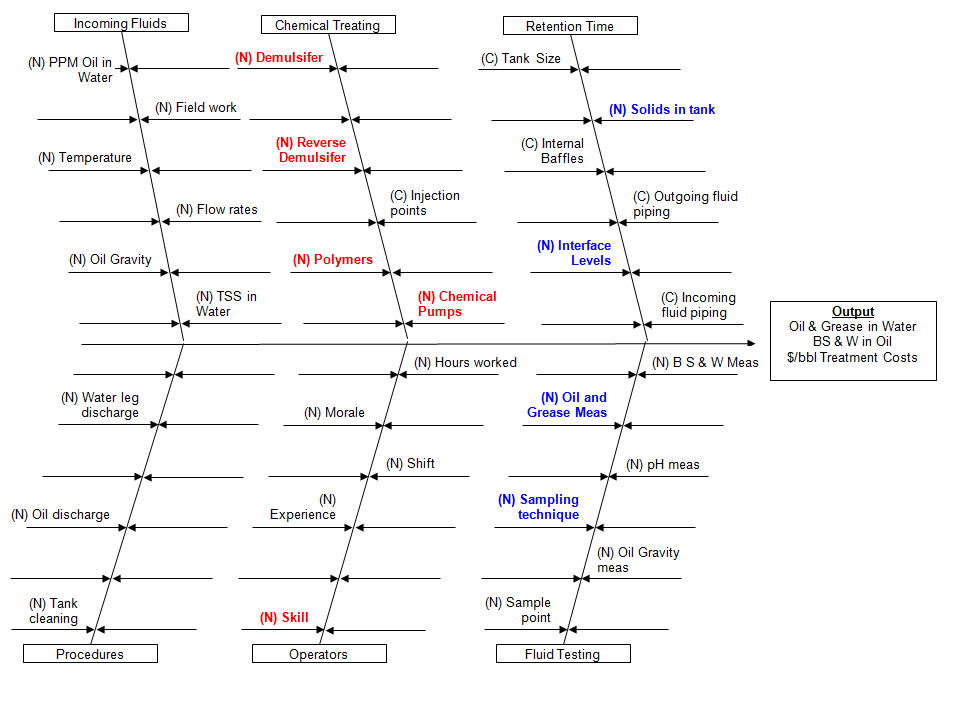 Incoming Fluids
Chemical Treating
Retention Time
(N) PPM Oil in
Water
(N) Field work
(N) Temperature
(N) Flow rates
(N) Oil Gravity
(N) TSS in
Water
(N) Demulsifer
(N) Reverse
Demulsifer
(C) Injection
points
(N) Polymers
(N) Chemical
Pumps
(C) Tank Size
(N) Solids in tank
(C) Internal
Baffles
(C) Outgoing fluid
piping
(N) Interface
Levels
(C) Incoming
fluid piping
Output
Oil & Grease in Water
BS & W in Oil
$/bbl Treatment Costs
(N) Water leg
discharge
(N) Oil discharge
(N) Tank
cleaning
(N) Hours worked
(N) Morale
(N) Shift
(N)
Experience
(N) Skill
(N) B S & W Meas
(N) Oil and
Grease Meas
(N) pH meas
(N) Sampling
technique
(N) Oil Gravity
meas
(N) Sample
point
Procedures
Operators
Fluid Testing